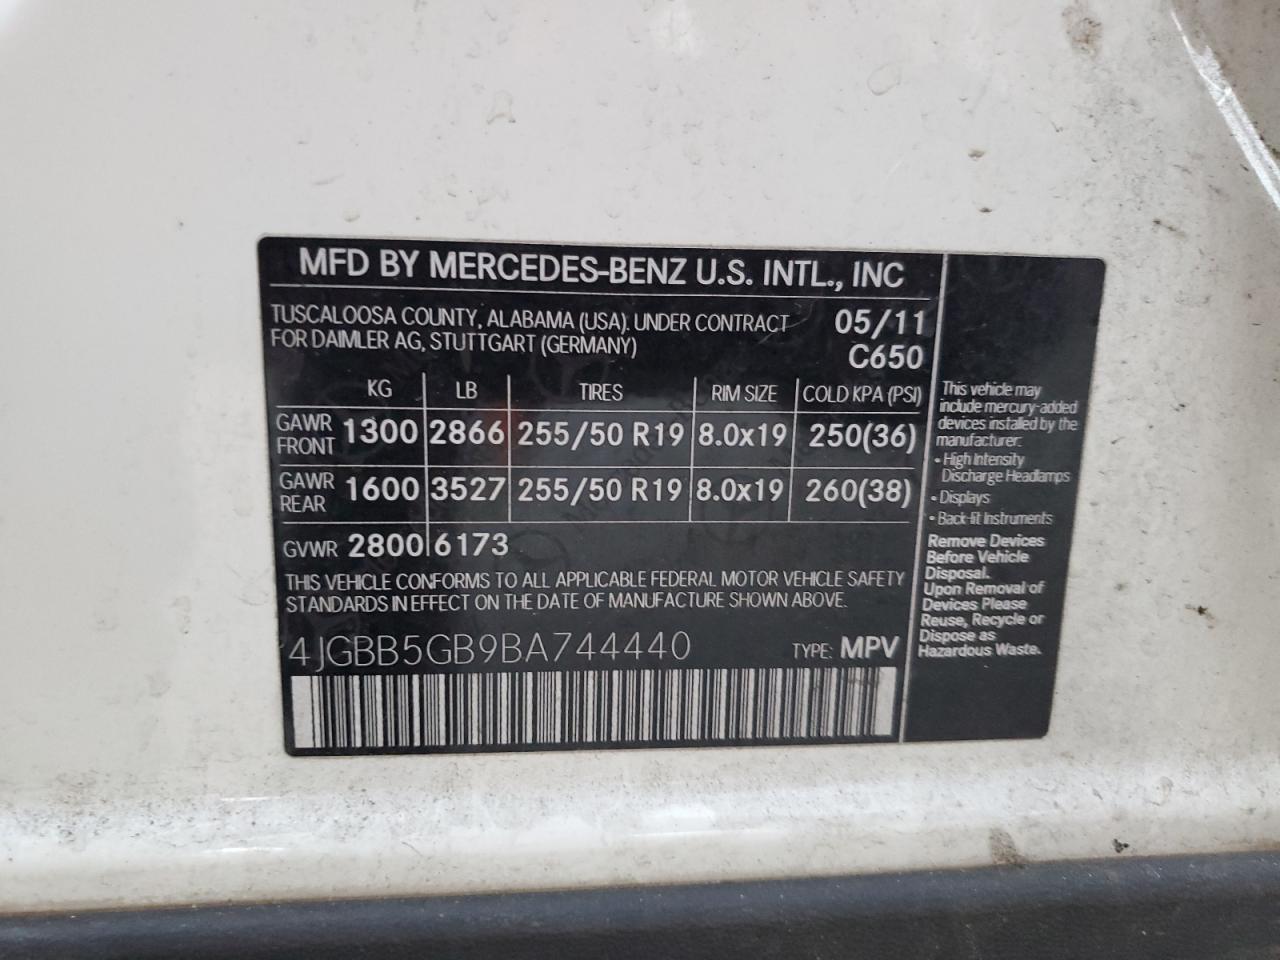 MFD BY MERCEDES-BENZ U.S. INTL., INC
TUSCALOOSA COUNTY, ALABAMA (USA). UNDER CONTRACT 05/11
FOR DAIMLER AG, STUTTGART (GERMANY) C650
KG LB TIRES RIM SIZE COLD KPA (PSI)
GAWR FRONT 1300 2866 255/50 R19 8.0x19 250(36)
GAWR REAR 1600 3527 255/50 R19 8.0x19 260(38)
GVWR 2800 6173
THIS VEHICLE CONFORMS TO ALL APPLICABLE FEDERAL MOTOR VEHICLE SAFETY
STANDARDS IN EFFECT ON THE DATE OF MANUFACTURE SHOWN ABOVE.
4JGBB5GB9BA744440 TYPE: MPV
This vehicle may
include mercury-added
devices installed by the
manufacturer:
• High Intensity
Discharge Headlamps
• Displays
• Back-lit Instruments
Remove Devices
Before Vehicle
Disposal.
Upon Removal of
Devices Please
Reuse, Recycle or
Dispose as
Hazardous Waste.